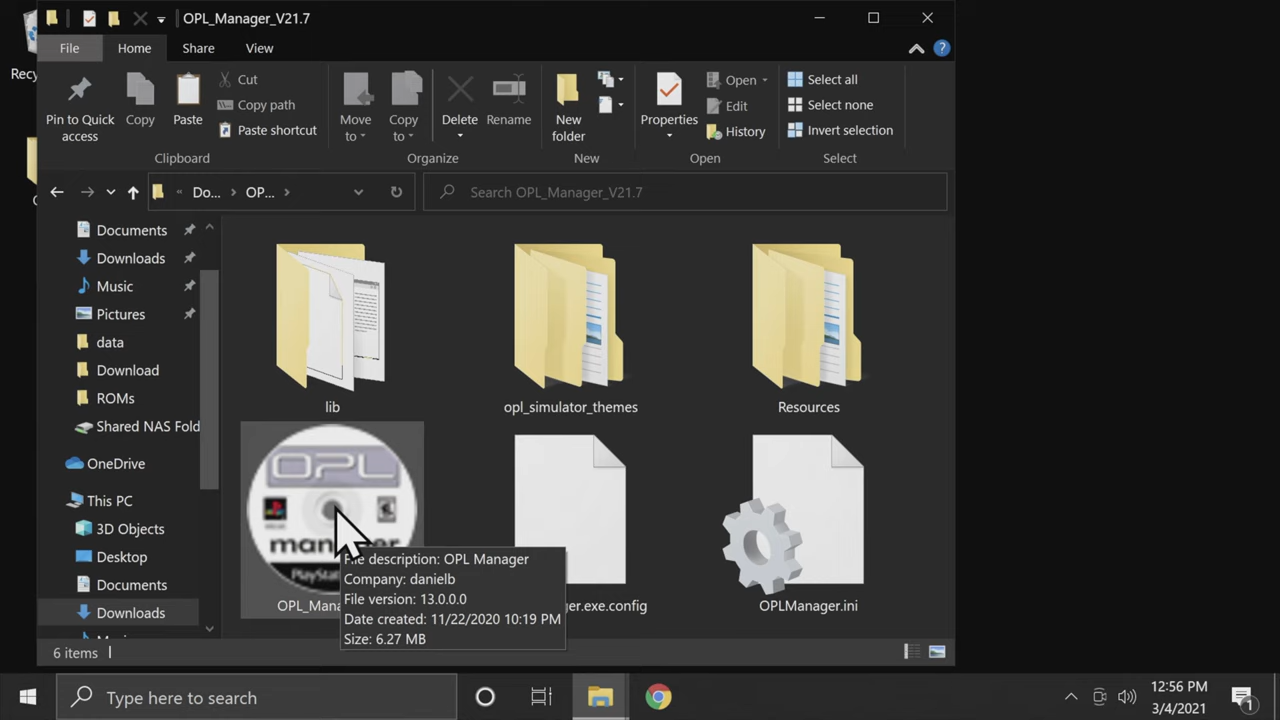 OPL_Manager_V21.7
File
Home
Share
View
Pin to Quick
access
Copy
Paste
Cut
Copy path
Paste shortcut
Move
to
Copy
to
Delete
Rename
New
folder
Properties
Open
Edit
History
Select all
Select none
Invert selection
Clipboard
Organize
New
Open
Select
« Do... > OP... >
Search OPL_Manager_V21.7
Documents
Downloads
Music
Pictures
data
Download
ROMs
Shared NAS Fold
OneDrive
This PC
3D Objects
Desktop
Documents
Downloads
lib
opl_simulator_themes
Resources
OPL
manager
OPL_Mana
ger.exe.config
OPLManager.ini
File description: OPL Manager
Company: danielb
File version: 13.0.0.0
Date created: 11/22/2020 10:19 PM
Size: 6.27 MB
6 items
Type here to search
12:56 PM
3/4/2021
1